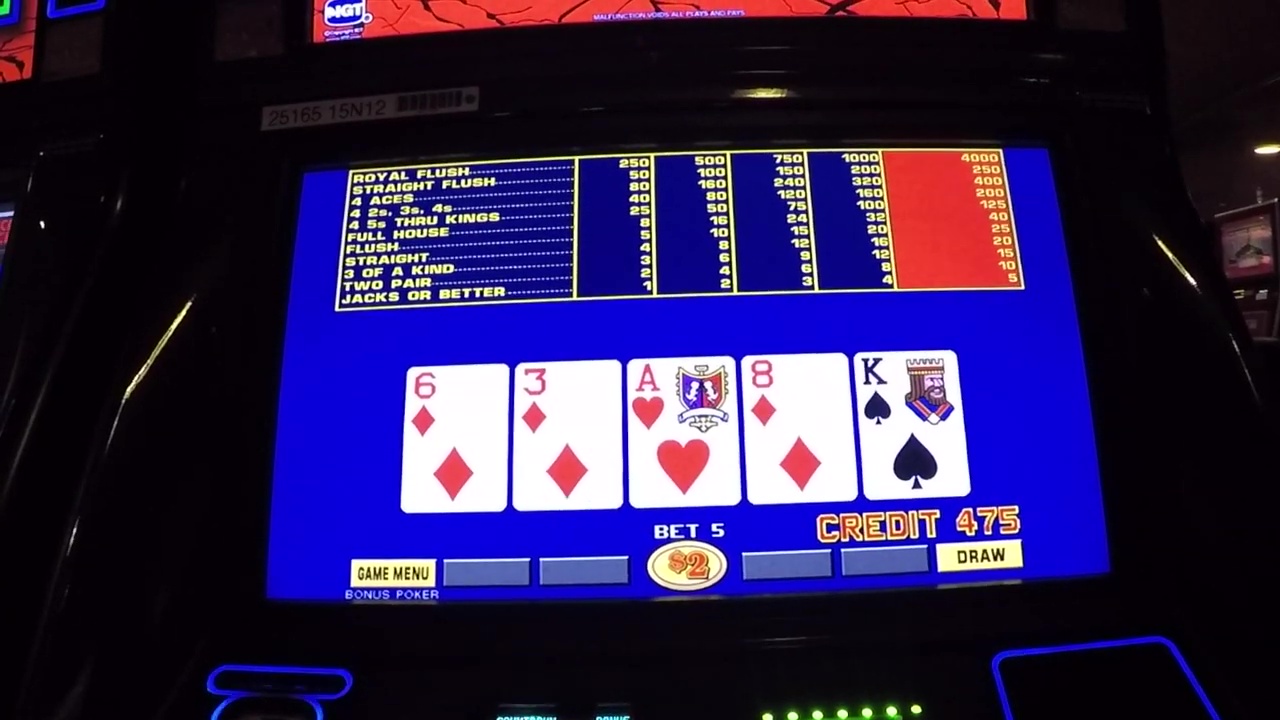 IGT
MALFUNCTION VOIDS ALL PLAYS AND PAYS
25165 15N12
ROYAL FLUSH 250 500 750 1000 4000
STRAIGHT FLUSH 50 100 150 200 250
4 ACES 80 160 240 320 400
4 2s, 3s, 4s 40 80 120 160 200
4 5s THRU KINGS 25 50 75 100 125
FULL HOUSE 8 16 24 32 40
FLUSH 5 10 15 20 25
STRAIGHT 4 8 12 16 20
3 OF A KIND 3 6 9 12 15
TWO PAIR 2 4 6 8 10
JACKS OR BETTER 1 2 3 4 5
6 3 A 8 K
BET 5 CREDIT 475
GAME MENU $2 DRAW
BONUS POKER
COUNTDOWN BONUS